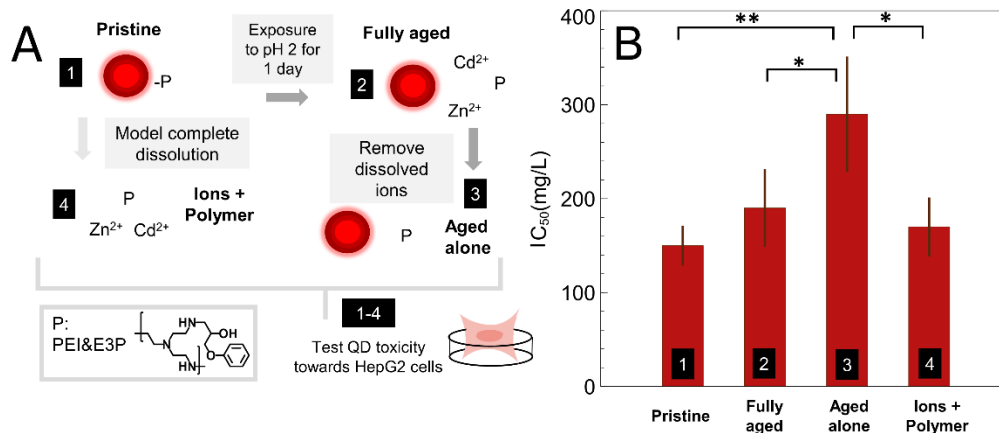 A
Pristine
1
-P
Exposure
to pH 2 for
1 day
Fully aged
2
Cd²⁺
P
Zn²⁺
Model complete
dissolution
Remove
dissolved
ions
4
P
Zn²⁺ Cd²⁺
Ions +
Polymer
3
P
Aged
alone
P:
PEI&E3P
HN
OH
N
O
HN
1-4
Test QD toxicity
towards HepG2 cells
B
IC₅₀(mg/L)
400
300
200
100
0
**
*
*
1
2
3
4
Pristine
Fully
aged
Aged
alone
Ions +
Polymer